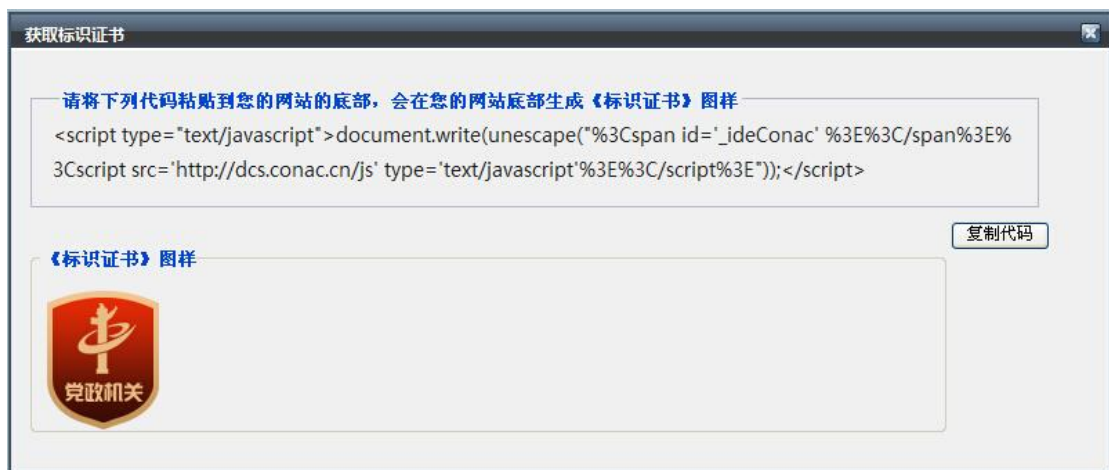 获取标识证书
请将下列代码粘贴到您的网站的底部，会在您的网站底部生成《标识证书》图样
<script type="text/javascript">document.write(unescape("%3Cspan id='_ideConac' %3E%3C/span%3E%
3Cscript src='http://dcs.conac.cn/js' type='text/javascript'%3E%3C/script%3E"));</script>
复制代码
《标识证书》图样
党政机关